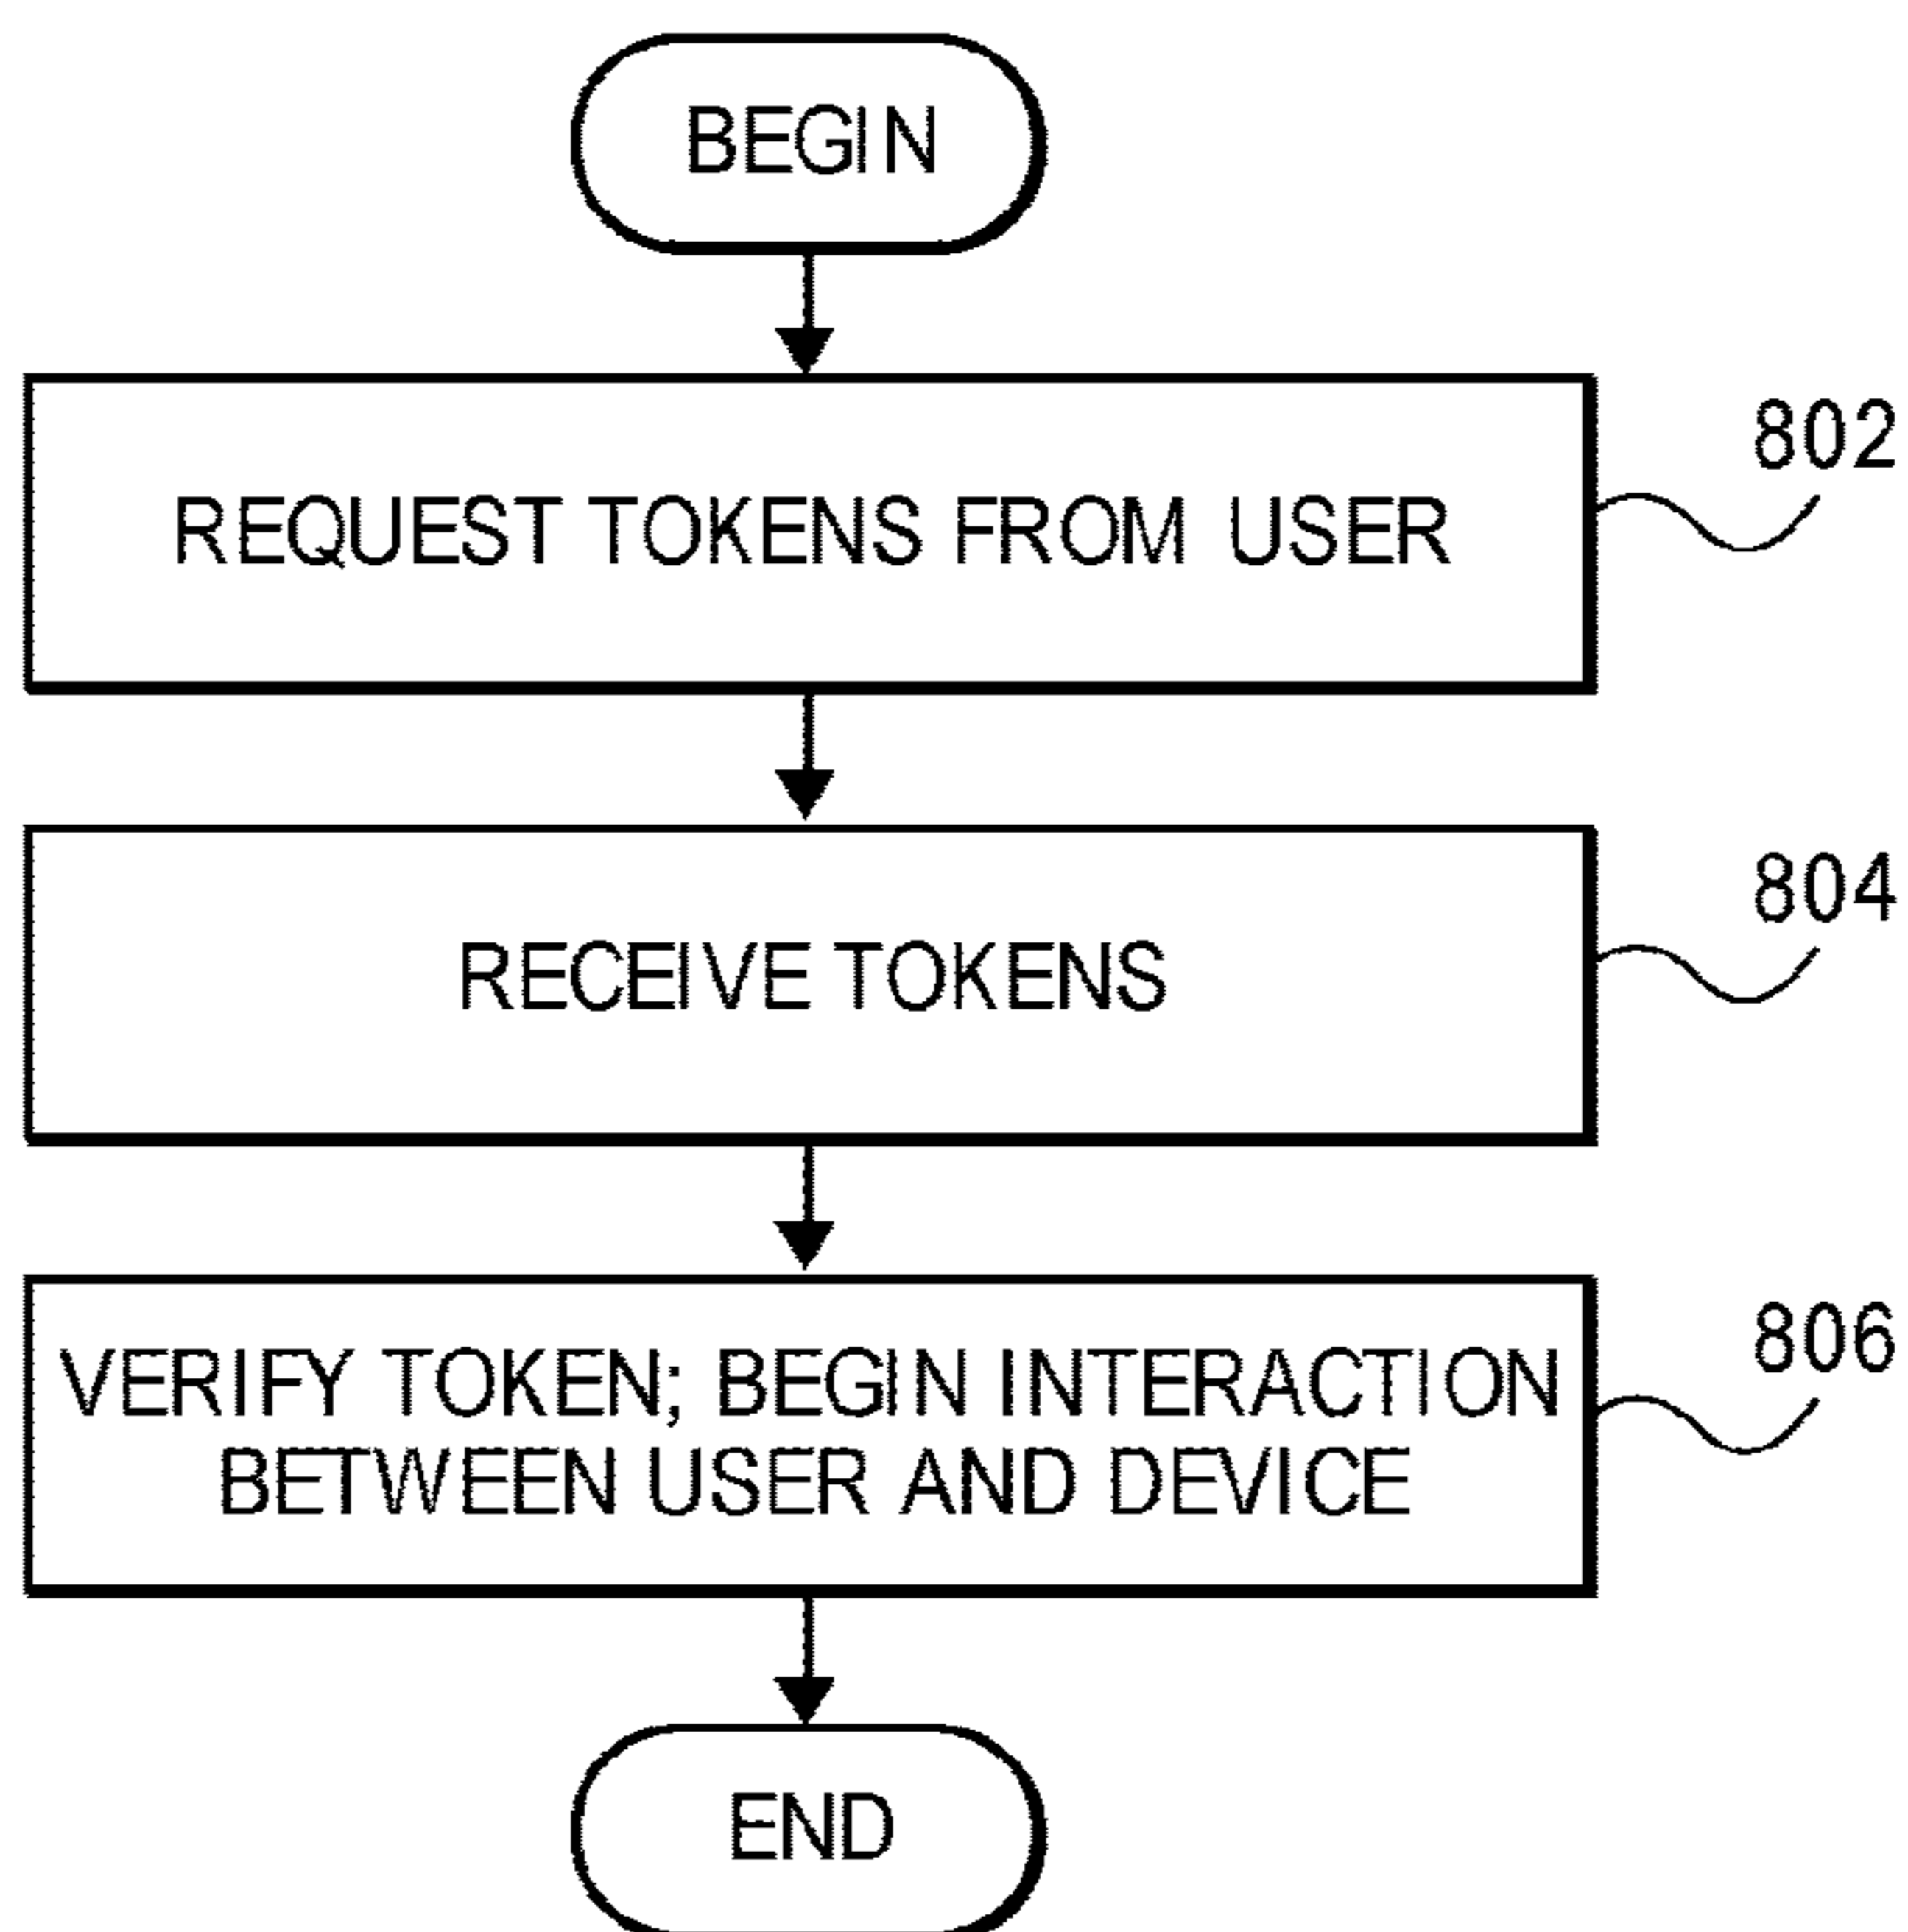 BEGIN
802
REQUEST TOKENS FROM USER
804
RECEIVE TOKENS
806
VERIFY TOKEN; BEGIN INTERACTION
BETWEEN USER AND DEVICE
END